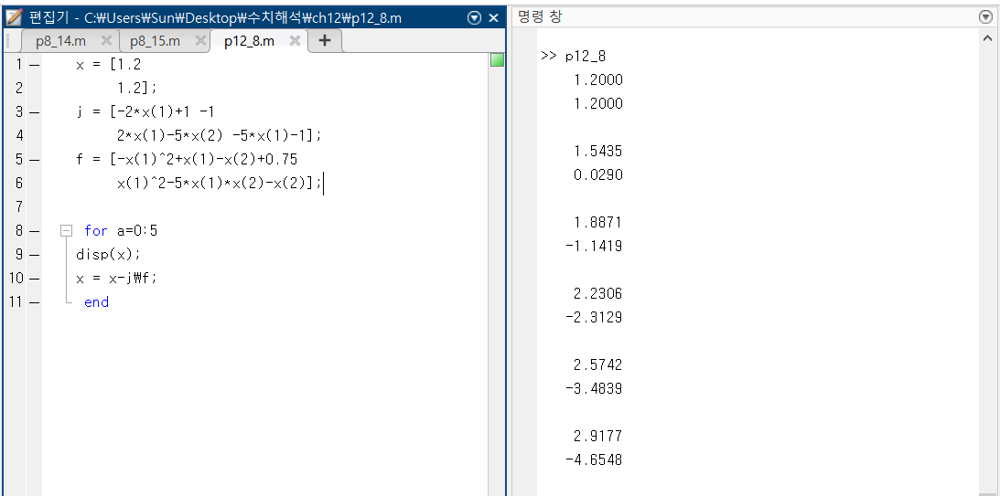 편집기 - C:₩Users₩Sun₩Desktop₩수치해석₩ch12₩p12_8.m
p8_14.m
p8_15.m
p12_8.m
1 x = [1.2
2 1.2];
3 j = [-2*x(1)+1 -1
4 2*x(1)-5*x(2) -5*x(1)-1];
5 f = [-x(1)^2+x(1)-x(2)+0.75
6 x(1)^2-5*x(1)*x(2)-x(2)];
7
8 for a=0:5
9 disp(x);
10 x = x-j₩f;
11 end
명령 창
>> p12_8
1.2000
1.2000
1.5435
0.0290
1.8871
-1.1419
2.2306
-2.3129
2.5742
-3.4839
2.9177
-4.6548